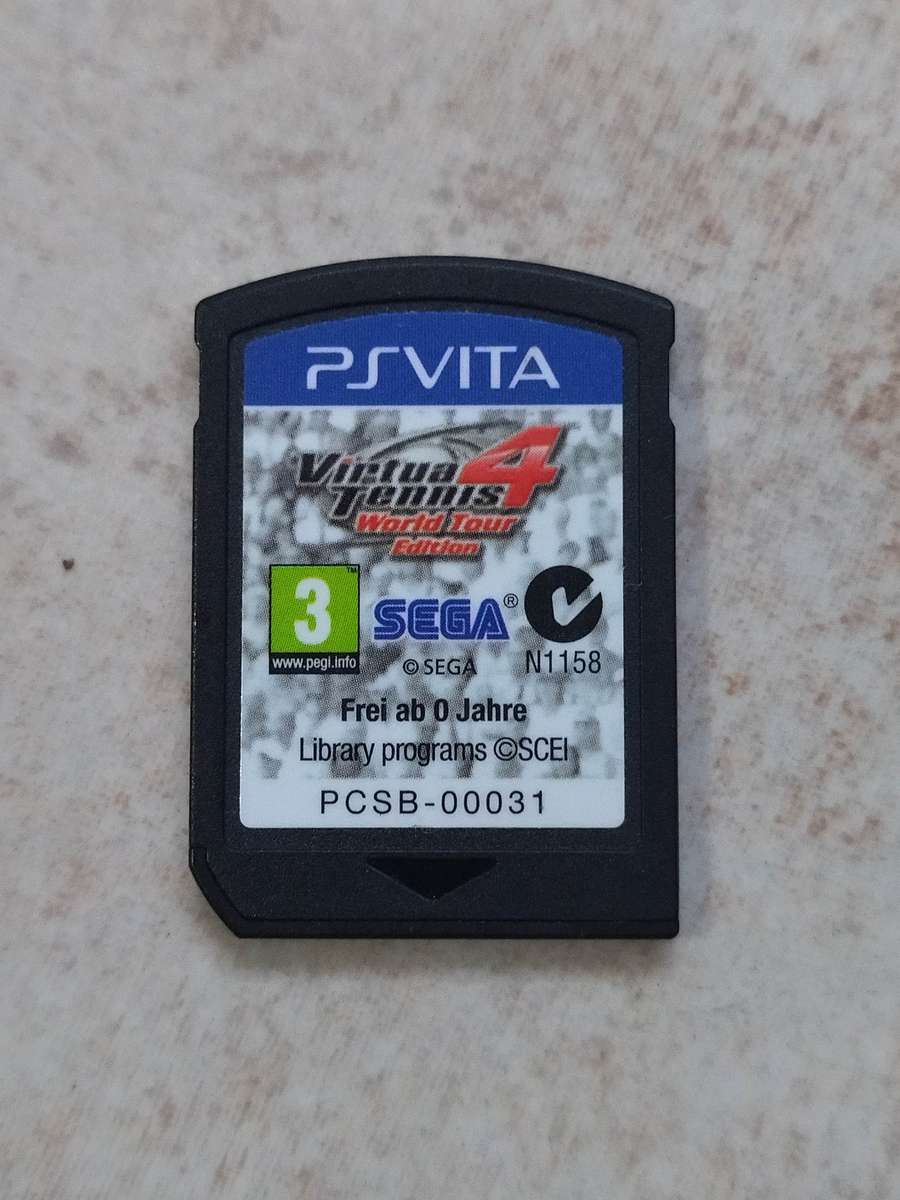 PSVITA
Virtua
Tennis 4
World Tour
Edition
3™
www.pegi.info
SEGA®
© SEGA
N1158
Frei ab 0 Jahre
Library programs ©SCEI
PCSB-00031